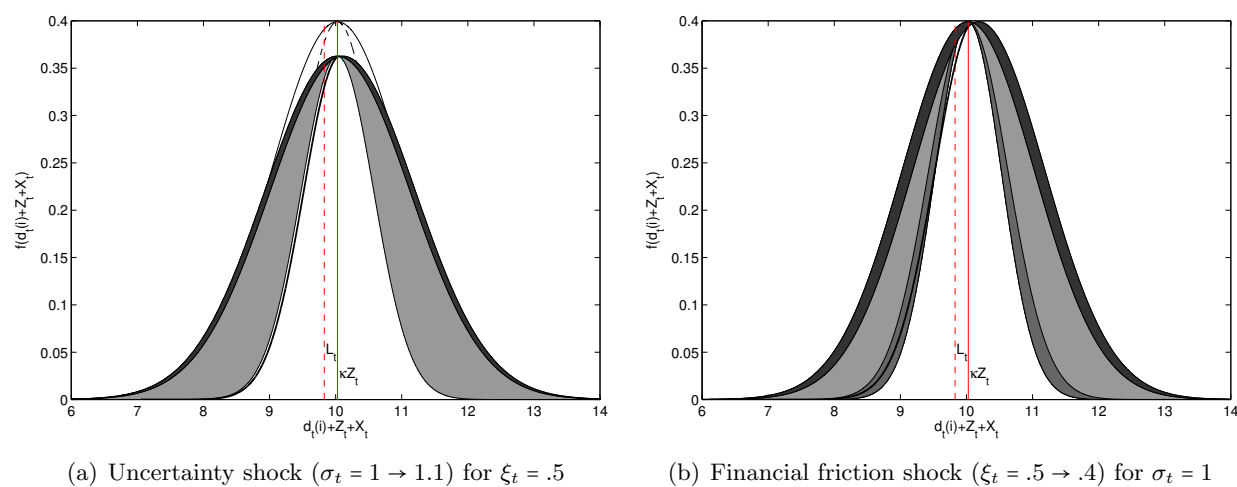 0.4
0.35
0.3
0.25
0.2
0.15
0.1
0.05
0
f(d_t(i)+Z_t+X_t)
L_t
κZ_t
6 7 8 9 10 11 12 13 14
d_t(i)+Z_t+X_t
(a) Uncertainty shock (σ_t = 1 → 1.1) for ξ_t = .5
0.4
0.35
0.3
0.25
0.2
0.15
0.1
0.05
0
f(d_t(i)+Z_t+X_t)
L_t
κZ_t
6 7 8 9 10 11 12 13 14
d_t(i)+Z_t+X_t
(b) Financial friction shock (ξ_t = .5 → .4) for σ_t = 1